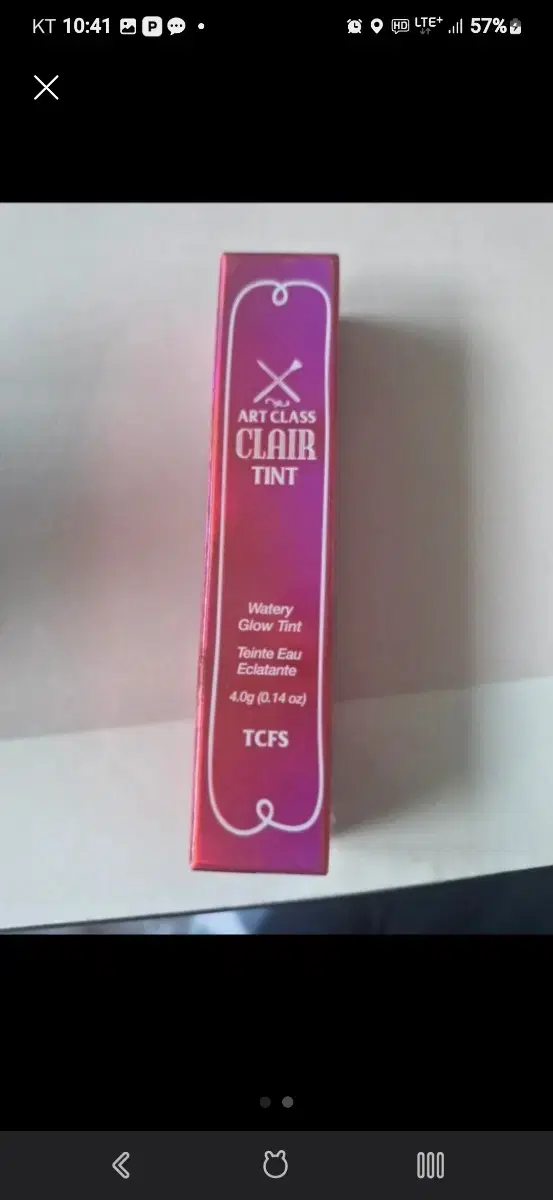 KT 10:41
HD LTE+ 57%
ART CLASS
CLAIR
TINT
Watery
Glow Tint
Teinte Eau
Eclatante
4.0g (0.14 oz)
TCFS